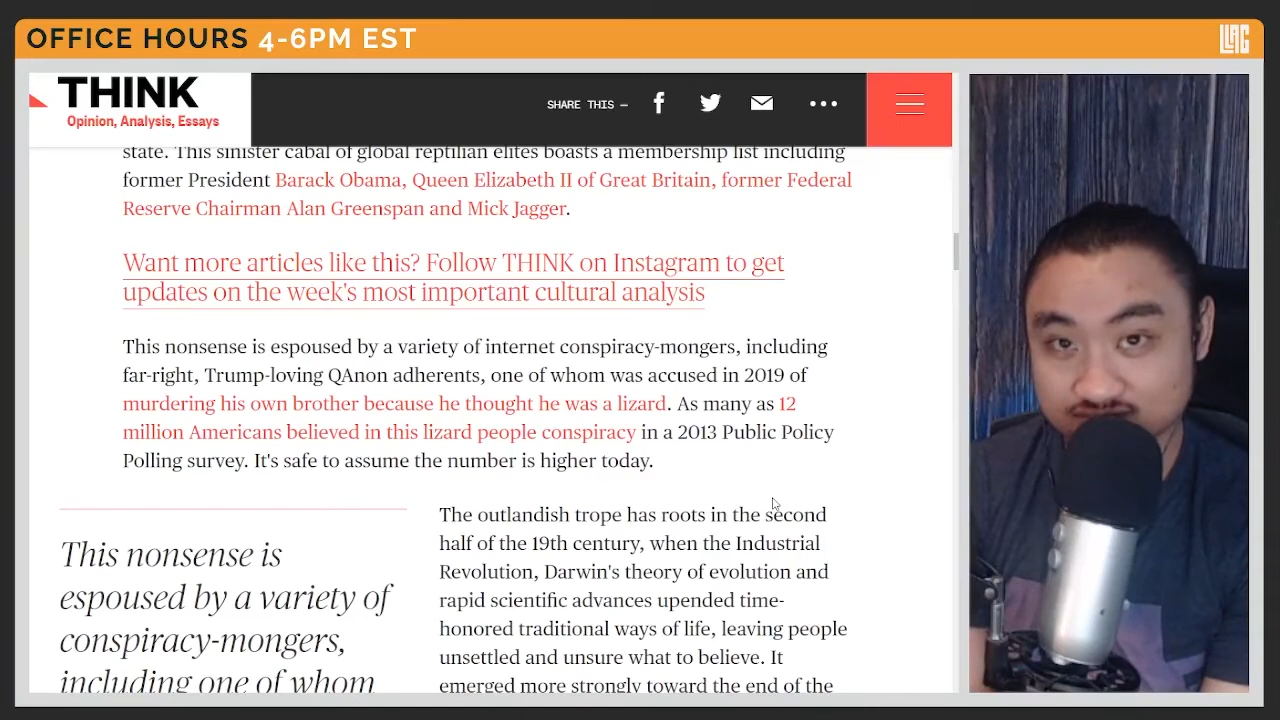 OFFICE HOURS 4-6PM EST
LLAG
THINK
Opinion, Analysis, Essays
SHARE THIS —
state. This sinister cabal of global reptilian elites boasts a membership list including
former President Barack Obama, Queen Elizabeth II of Great Britain, former Federal
Reserve Chairman Alan Greenspan and Mick Jagger.
Want more articles like this? Follow THINK on Instagram to get
updates on the week's most important cultural analysis
This nonsense is espoused by a variety of internet conspiracy-mongers, including
far-right, Trump-loving QAnon adherents, one of whom was accused in 2019 of
murdering his own brother because he thought he was a lizard. As many as 12
million Americans believed in this lizard people conspiracy in a 2013 Public Policy
Polling survey. It's safe to assume the number is higher today.
This nonsense is
espoused by a variety of
conspiracy-mongers,
including one of whom
The outlandish trope has roots in the second
half of the 19th century, when the Industrial
Revolution, Darwin's theory of evolution and
rapid scientific advances upended time-
honored traditional ways of life, leaving people
unsettled and unsure what to believe. It
emerged more strongly toward the end of the